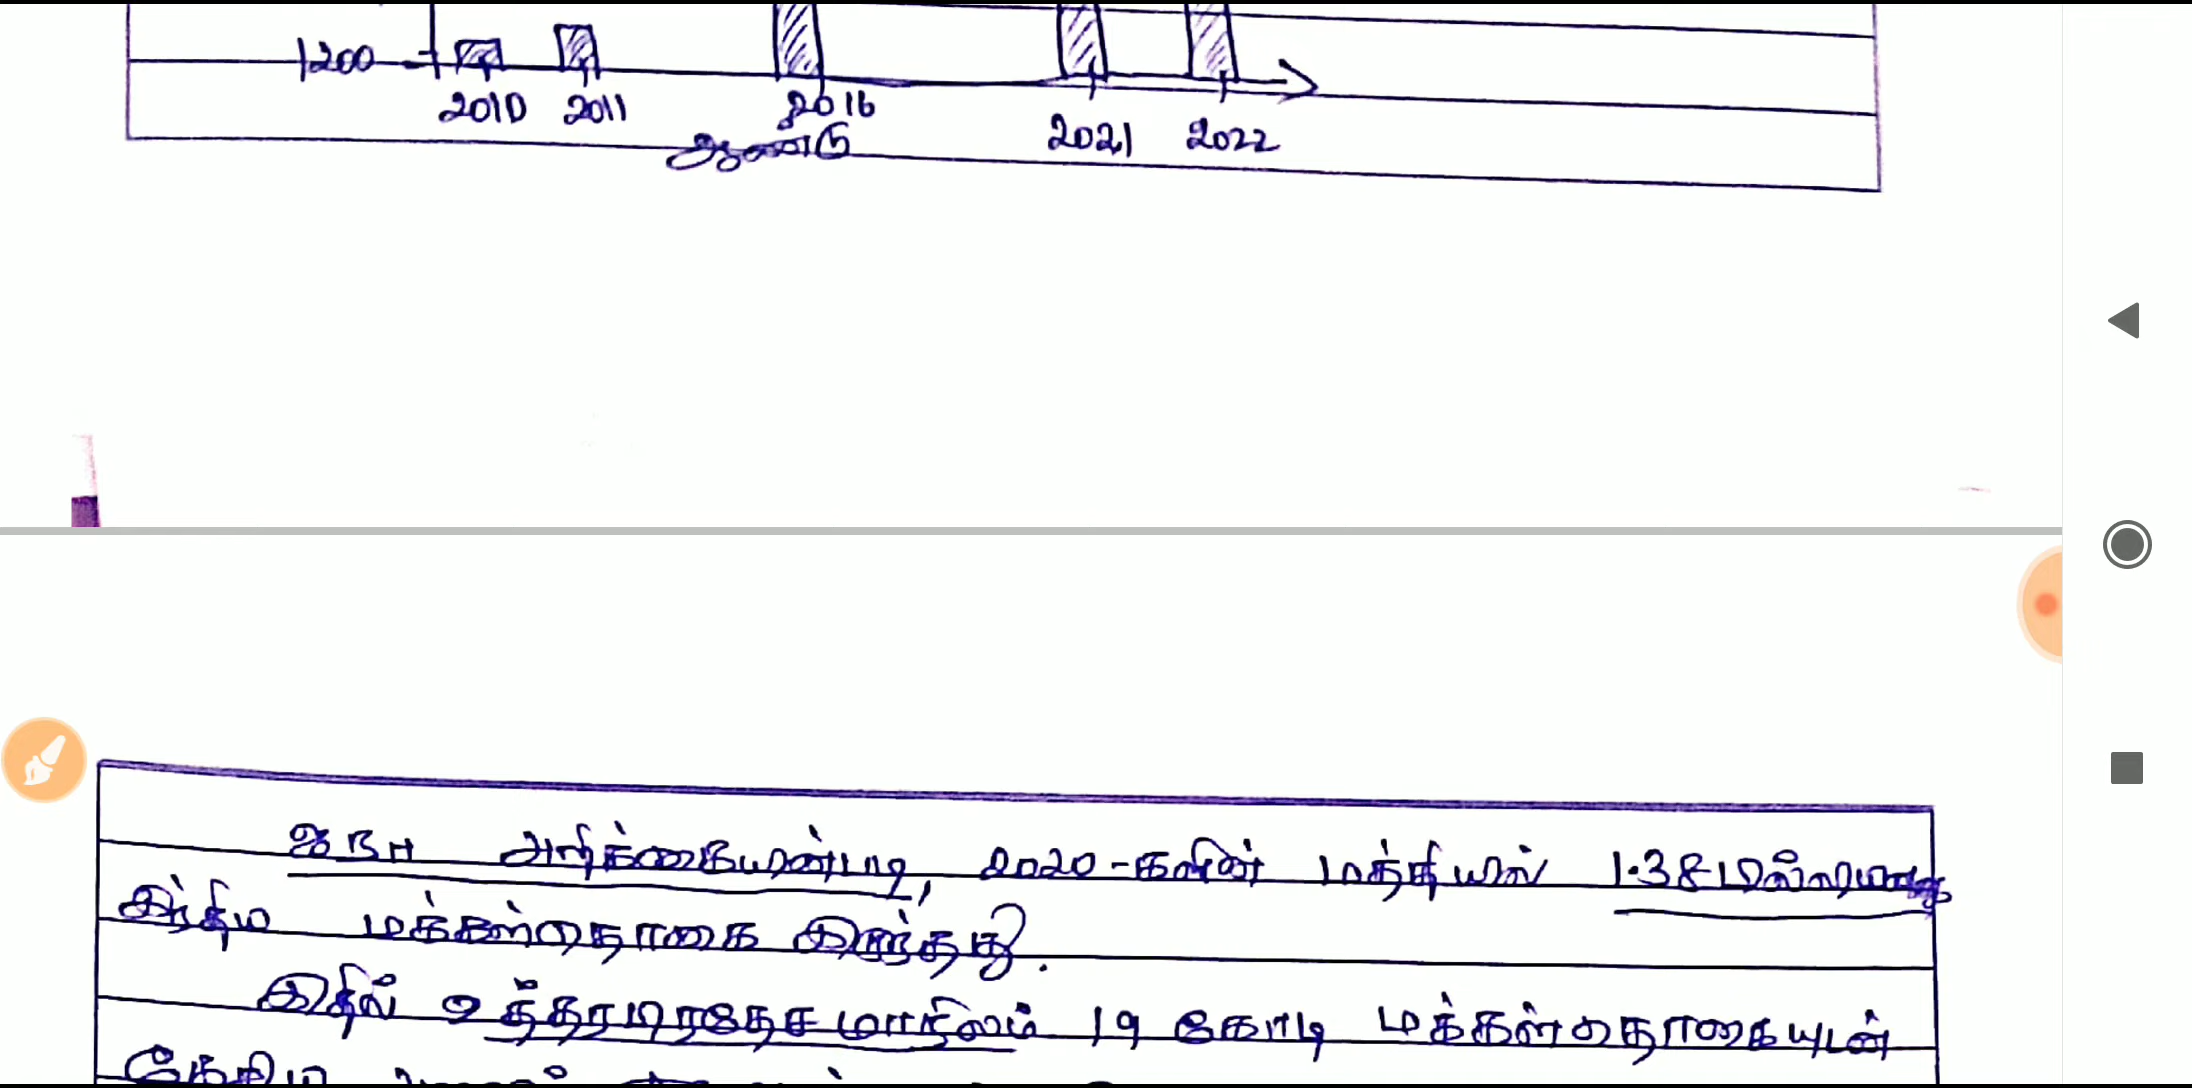 1200
2010 2011 2016
ஆண்டு 2021 2022
ஐநா அறிக்கையின்படி, 2020-களின் மத்தியில் 1.38 மில்லியனாக
இந்திய மக்கள்தொகை இருந்தது.
இதில் உத்தரபிரதேச மாநிலம் 19 கோடி மக்கள்தொகையுடன்